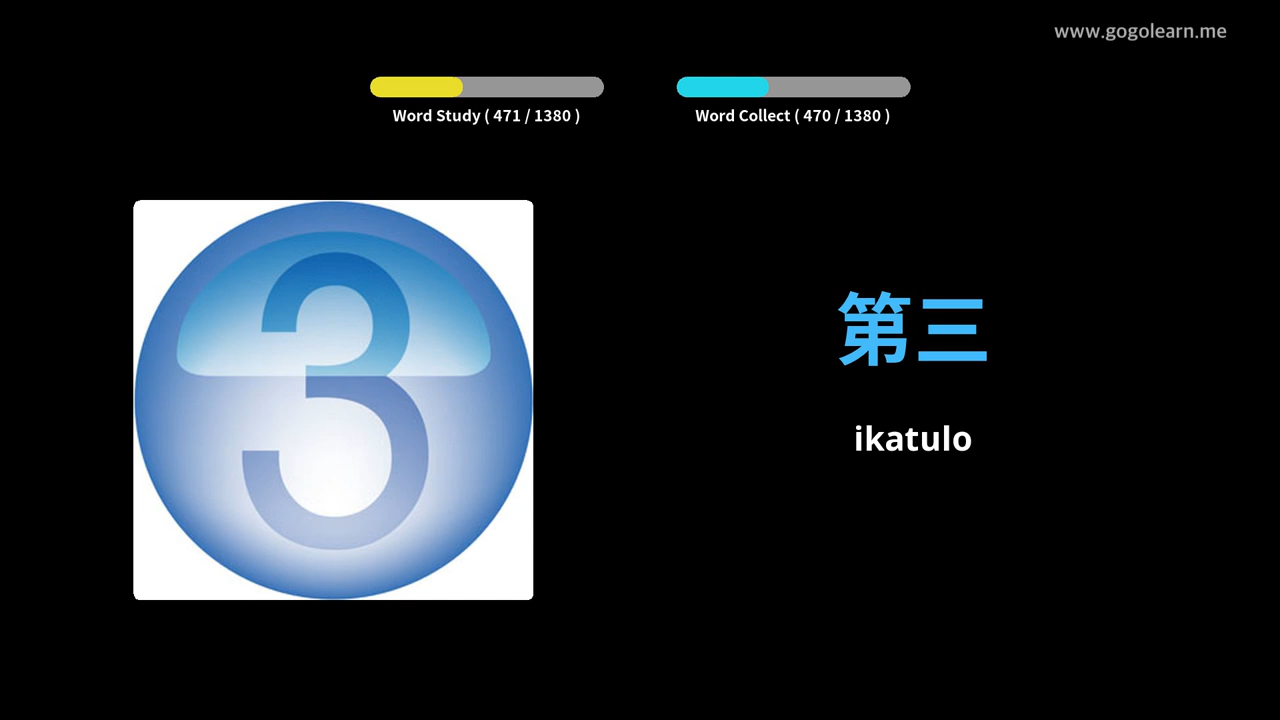 www.gogolearn.me
Word Study ( 471 / 1380 )
Word Collect ( 470 / 1380 )
3
第三
ikatulo